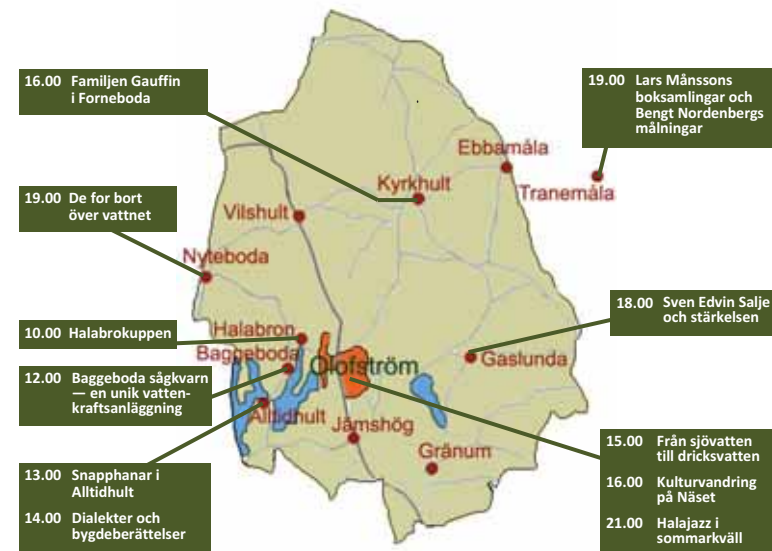 16.00 Familjen Gauffin
i Forneboda
19.00 Lars Månssons
boksamlingar och
Bengt Nordenbergs
målningar
Ebbamåla
Kyrkhult
Tranemåla
19.00 De for bort
över vattnet
Vilshult
Nyteboda
18.00 Sven Edvin Salje
och stärkelsen
10.00 Halabrokuppen
Halabron
Baggeboda
Olofström
Gaslunda
12.00 Baggeboda sågkvarn
— en unik vatten-
kraftsanläggning
Alltidhult
Jämshög
Gränum
13.00 Snapphanar i
Alltidhult
14.00 Dialekter och
bygdeberättelser
15.00 Från sjövatten
till dricksvatten
16.00 Kulturvandring
på Näset
21.00 Halajazz i
sommarkväll